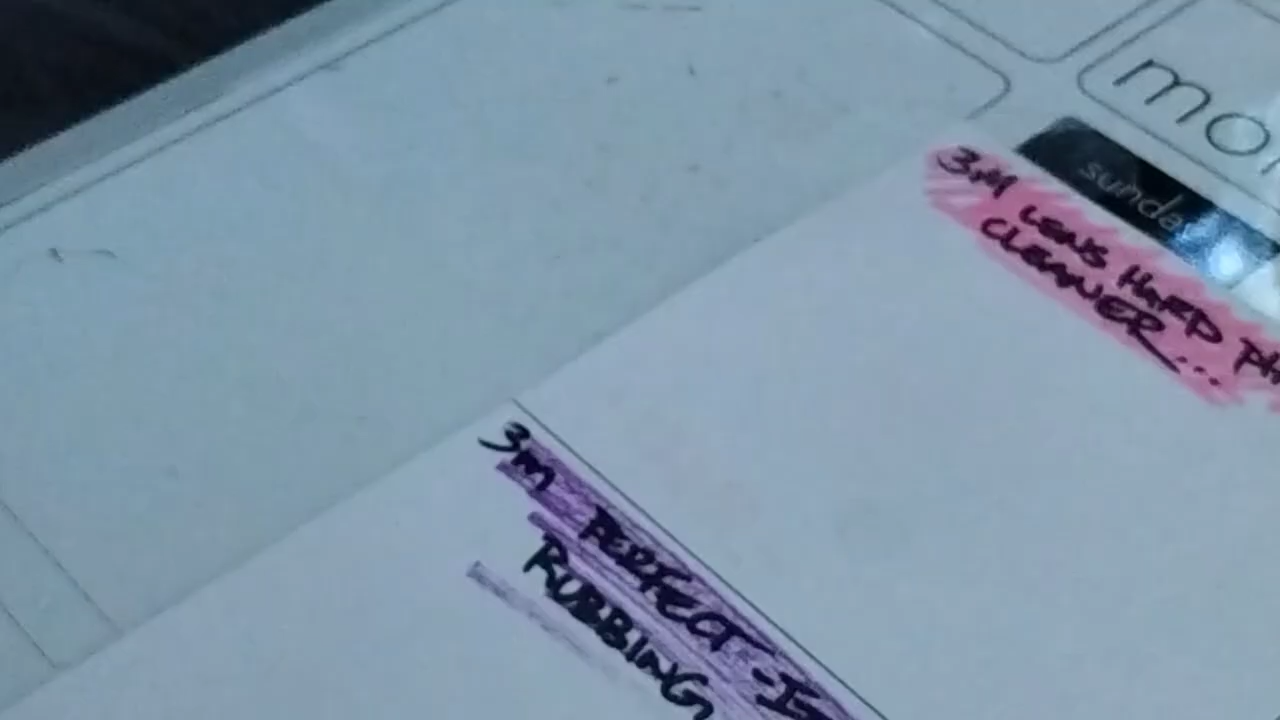 mo
sunda
3M LENS HARD
CLEANER...
3M PERFECT-
RUBBING